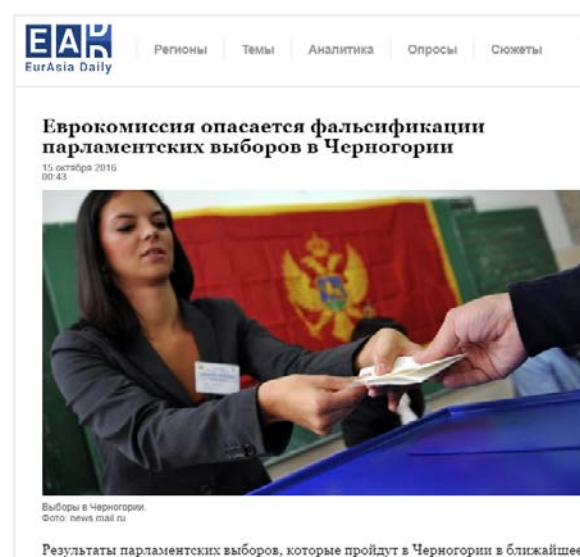 EADR
EurAsia Daily
Регионы Темы Аналитика Опросы Сюжеты
Еврокомиссия опасается фальсификации
парламентских выборов в Черногории
15 октября 2016
00:43
Выборы в Черногории.
Фото: news.mail.ru
Результаты парламентских выборов, которые пройдут в Черногории в ближайшее